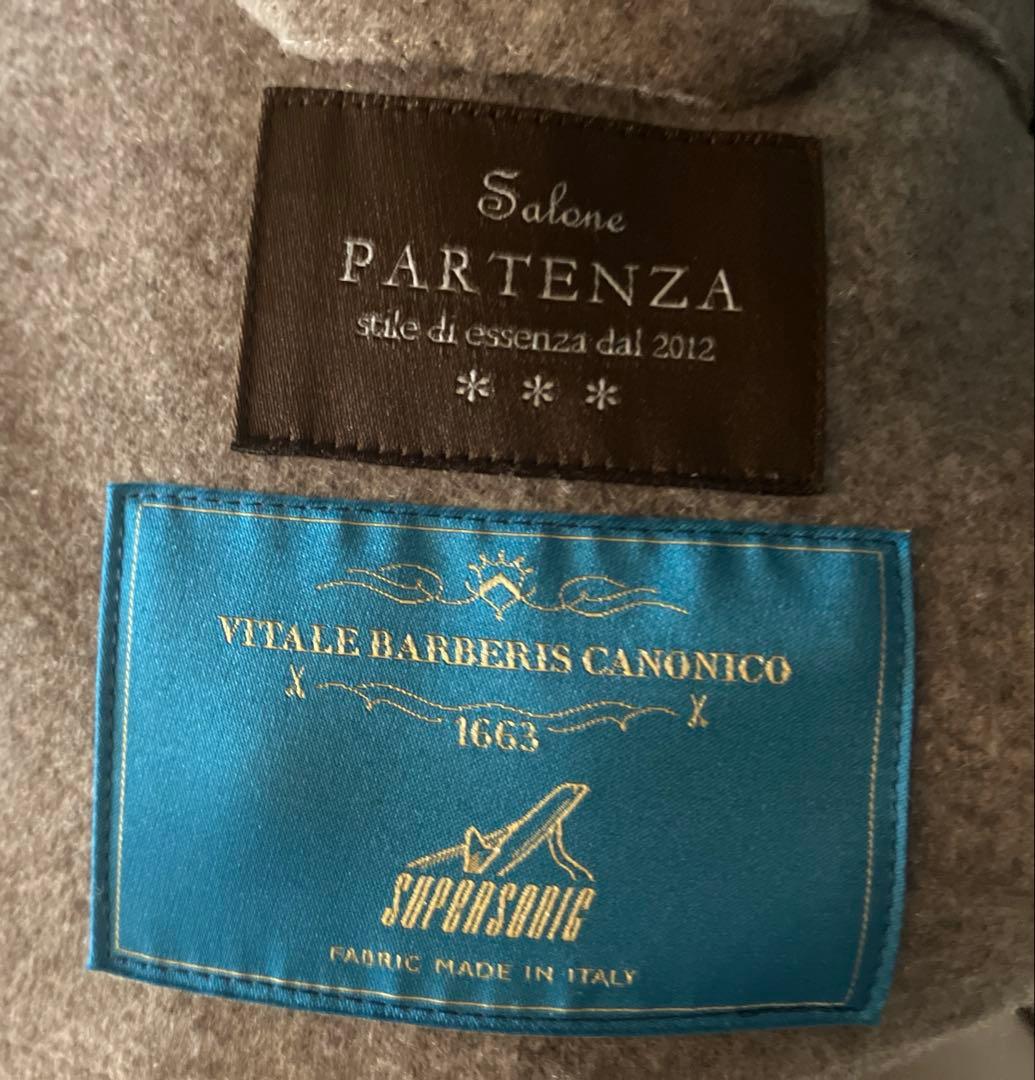 Salone
PARTENZA
stile di essenza dal 2012
***
VITALE BARBERIS CANONICO
1663
SUPERSONIC
FABRIC MADE IN ITALY